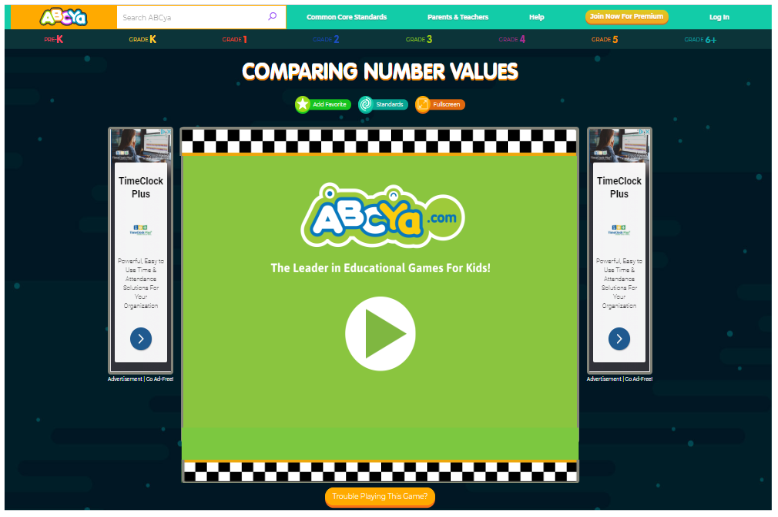 ABCya
Search ABCya
Common Core Standards
Parents & Teachers
Help
Join Now For Premium
Log In
PRE-K
GRADE K
GRADE 1
GRADE 2
GRADE 3
GRADE 4
GRADE 5
GRADE 6+
COMPARING NUMBER VALUES
Add Favorite
Standards
Fullscreen
TimeClock
Plus
Powerful, Easy to
Use Time &
Attendance
Solutions For
Your
Organization
Advertisement | Go Ad-Free!
ABCYa.com
The Leader in Educational Games For Kids!
TimeClock
Plus
Powerful, Easy to
Use Time &
Attendance
Solutions For
Your
Organization
Advertisement | Go Ad-Free!
Trouble Playing This Game?